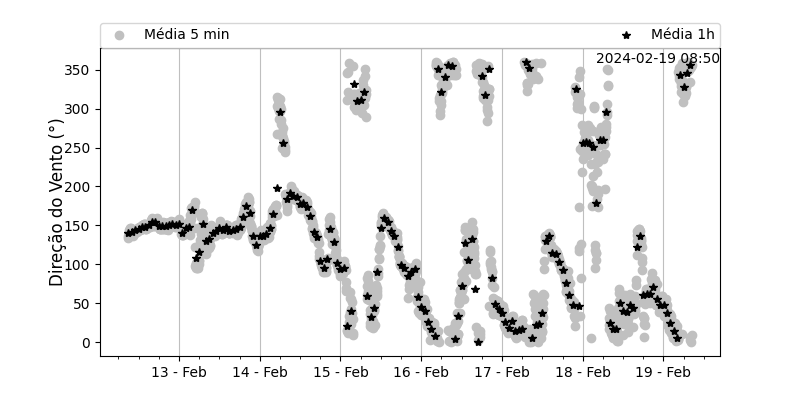 Média 5 min
Média 1h
2024-02-19 08:50
Direção do Vento (°)
350
300
250
200
150
100
50
0
13 - Feb
14 - Feb
15 - Feb
16 - Feb
17 - Feb
18 - Feb
19 - Feb